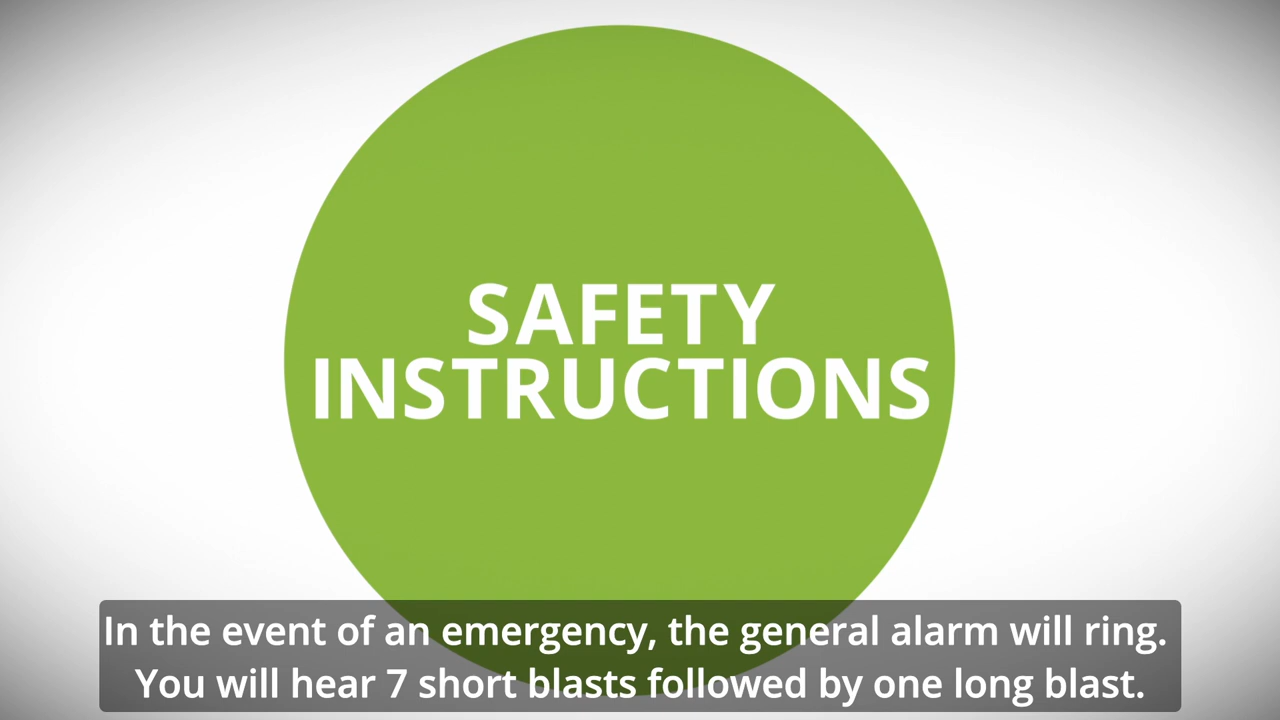 SAFETY
INSTRUCTIONS
In the event of an emergency, the general alarm will ring.
You will hear 7 short blasts followed by one long blast.